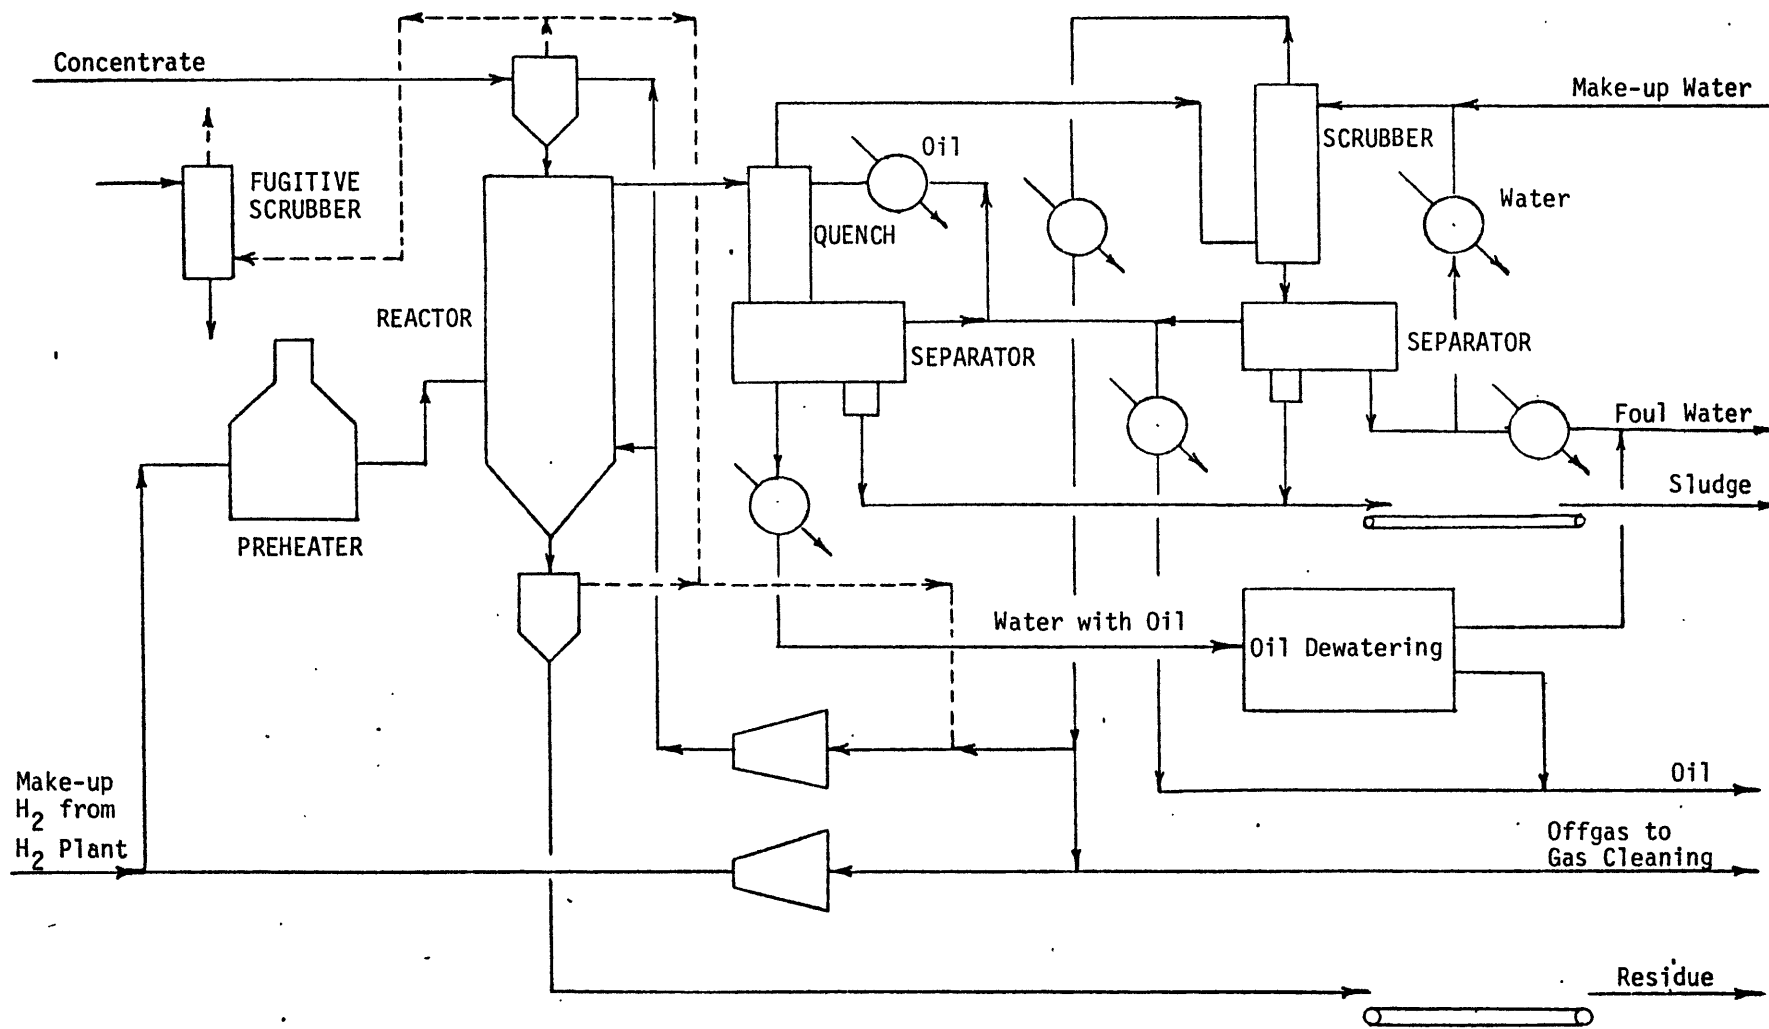 Concentrate
Make-up Water
SCRUBBER
Oil
FUGITIVE
SCRUBBER
Water
QUENCH
REACTOR
SEPARATOR
SEPARATOR
Foul Water
Sludge
PREHEATER
Water with Oil
Oil Dewatering
Make-up
H2 from
H2 Plant
Oil
Offgas to
Gas Cleaning
Residue